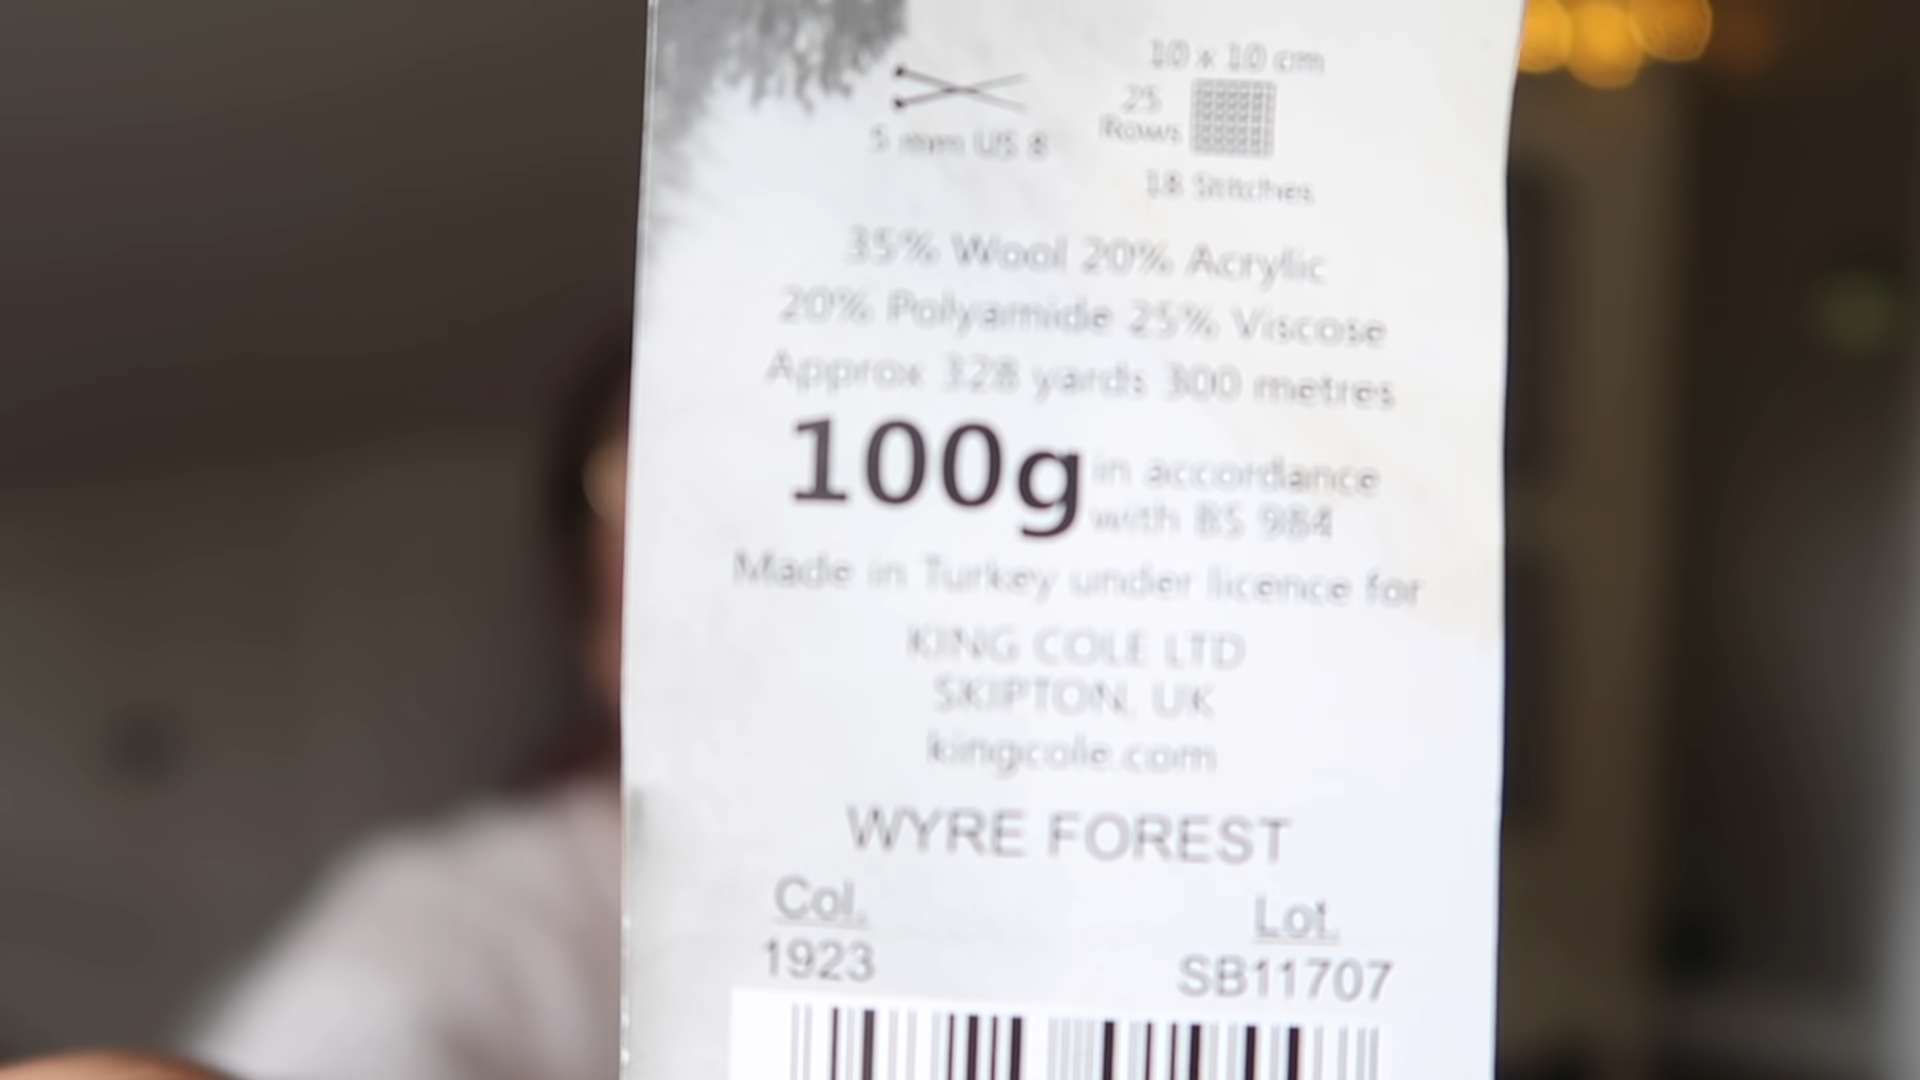 10 x 10 cm
25
Rows
5 mm US 8
18 Stitches
35% Wool 20% Acrylic
20% Polyamide 25% Viscose
Approx 328 yards 300 metres
100g in accordance
with BS 984
Made in Turkey under licence for
KING COLE LTD
SKIPTON, UK
kingcole.com
WYRE FOREST
Col. Lot.
1923 SB11707